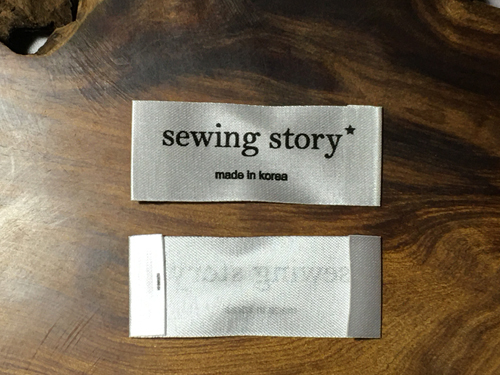 sewing story★
made in korea